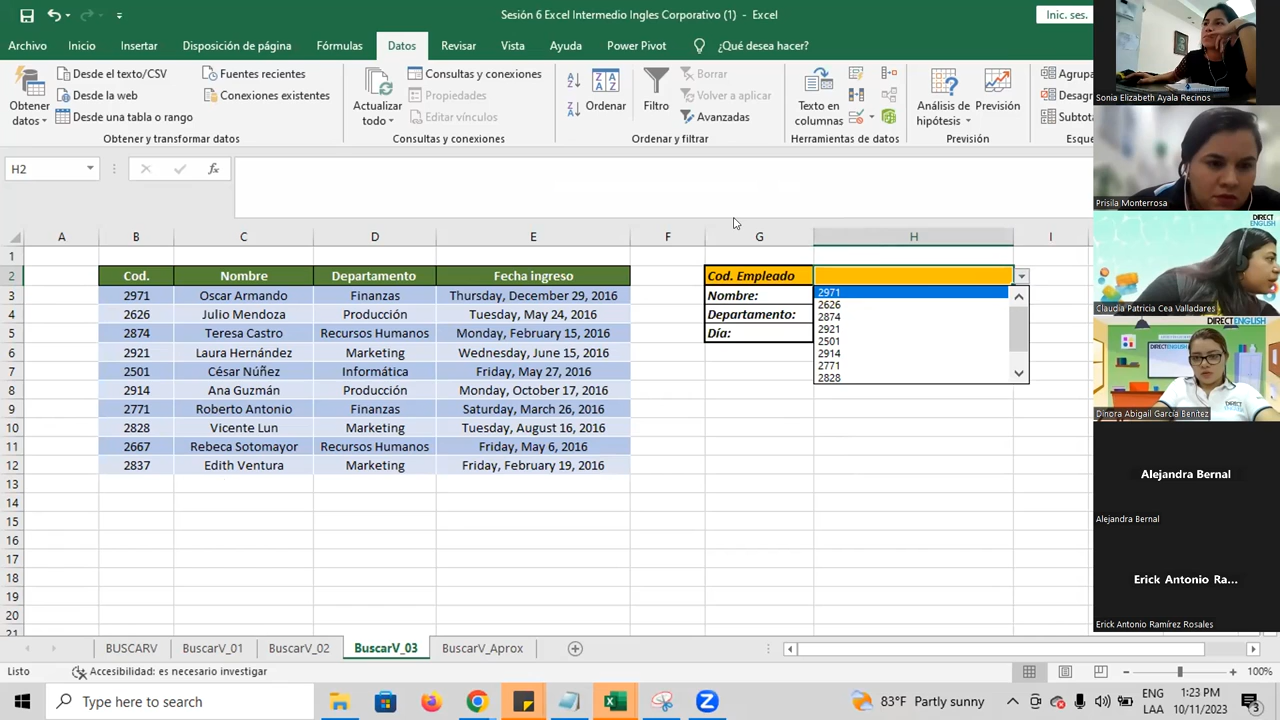 Sesión 6 Excel Intermedio Ingles Corporativo (1) - Excel
Inic. ses.
Archivo Inicio Insertar Disposición de página Fórmulas Datos Revisar Vista Ayuda Power Pivot ¿Qué desea hacer?
Obtener datos
Desde el texto/CSV
Desde la web
Desde una tabla o rango
Fuentes recientes
Conexiones existentes
Obtener y transformar datos
Actualizar todo
Consultas y conexiones
Propiedades
Editar vínculos
Consultas y conexiones
Ordenar
Filtro
Borrar
Volver a aplicar
Avanzadas
Ordenar y filtrar
Texto en columnas
Herramientas de datos
Análisis de hipótesis
Previsión
Previsión
Agrupa
Desagr
Subtota
Esque
H2
fx
A B C D E F G H I
1
2 Cod. Nombre Departamento Fecha ingreso Cod. Empleado
3 2971 Oscar Armando Finanzas Thursday, December 29, 2016 Nombre:
4 2626 Julio Mendoza Producción Tuesday, May 24, 2016 Departamento:
5 2874 Teresa Castro Recursos Humanos Monday, February 15, 2016 Día:
6 2921 Laura Hernández Marketing Wednesday, June 15, 2016
7 2501 César Núñez Informática Friday, May 27, 2016
8 2914 Ana Guzmán Producción Monday, October 17, 2016
9 2771 Roberto Antonio Finanzas Saturday, March 26, 2016
10 2828 Vicente Lun Marketing Tuesday, August 16, 2016
11 2667 Rebeca Sotomayor Recursos Humanos Friday, May 6, 2016
12 2837 Edith Ventura Marketing Friday, February 19, 2016
13
14
15
16
17
18
19
20
21
2971
2626
2874
2921
2501
2914
2771
2828
BUSCARV BuscarV_01 BuscarV_02 BuscarV_03 BuscarV_Aprox
Listo Accesibilidad: es necesario investigar 100%
Type here to search
83°F Partly sunny
ENG
LAA
1:23 PM
10/11/2023
3
Sonia Elizabeth Ayala Recinos
Prisila Monterrosa
DIRECT
ENGLISH
Claudia Patricia Cea Valladares
DIRECTENGLISH
DIRECT
ENGLISH
Dinora Abigail García Benítez
Alejandra Bernal
Alejandra Bernal
Erick Antonio Ra...
Erick Antonio Ramírez Rosales